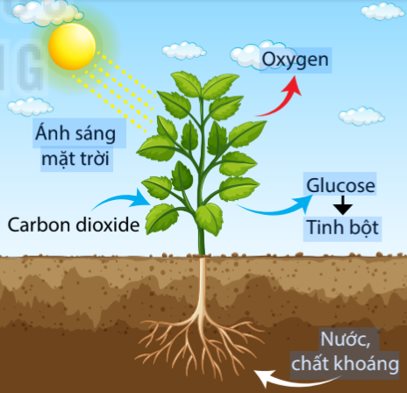 Oxygen
Ánh sáng
mặt trời
Glucose
Tinh bột
Carbon dioxide
Nước,
chất khoáng